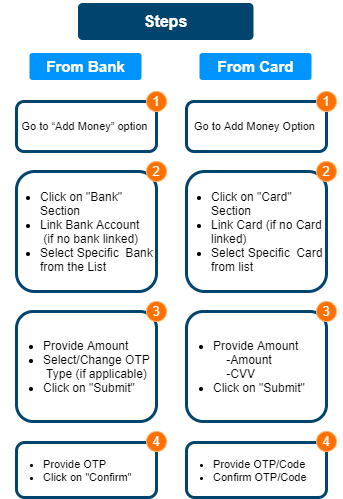 Steps
From Bank
1
Go to “Add Money” option
2
Click on "Bank"
Section
Link Bank Account
(if no bank linked)
Select Specific Bank
from the List
3
Provide Amount
Select/Change OTP
Type (if applicable)
Click on "Submit"
4
Provide OTP
Click on "Confirm"
From Card
1
Go to Add Money Option
2
Click on "Card"
Section
Link Card (if no Card
linked)
Select Specific Card
from list
3
Provide Amount
-Amount
-CVV
Click on "Submit"
4
Provide OTP/Code
Confirm OTP/Code